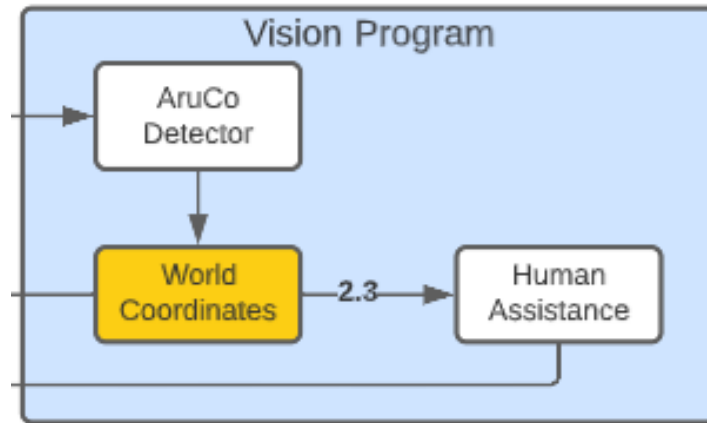 Vision Program
AruCo
Detector
World
Coordinates
2.3
Human
Assistance